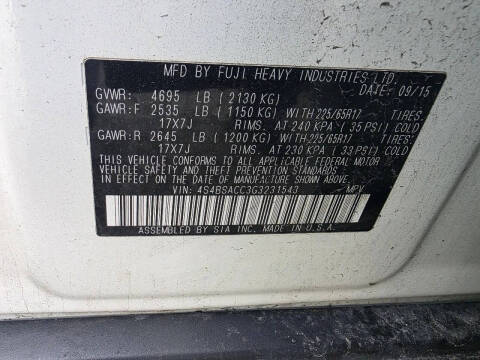 MFD BY FUJI HEAVY INDUSTRIES LTD.
DATE: 09/15
GVWR: 4695 LB (2130 KG)
GAWR:F 2535 LB (1150 KG) WITH 225/65R17 TIRES,
17X7J RIMS, AT 240 KPA (35 PSI) COLD
GAWR:R 2645 LB (1200 KG) WITH 225/65R17 TIRES,
17X7J RIMS, AT 230 KPA (33 PSI) COLD
THIS VEHICLE CONFORMS TO ALL APPLICABLE FEDERAL MOTOR
VEHICLE SAFETY AND THEFT PREVENTION STANDARDS
IN EFFECT ON THE DATE OF MANUFACTURE SHOWN ABOVE.
VIN: 4S4BSACC3G3231543 MPV
ASSEMBLED BY SIA INC. MADE IN U.S.A.